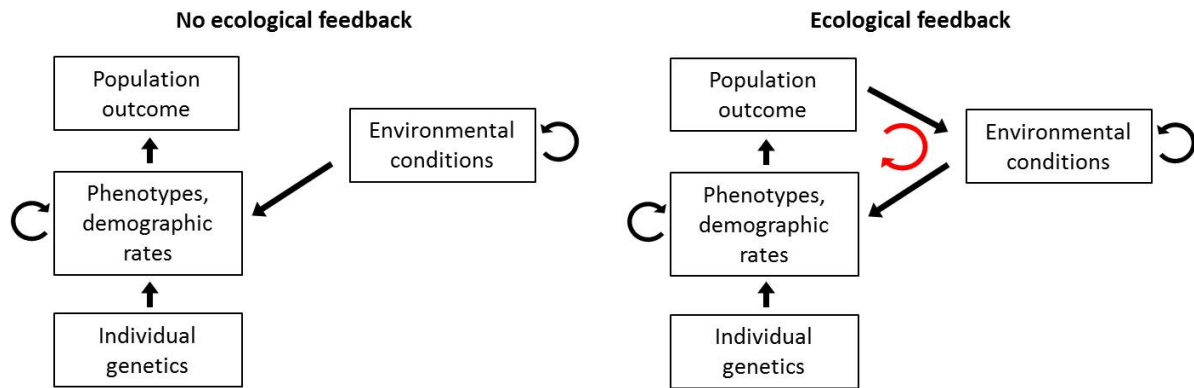 No ecological feedback
Population
outcome
Environmental
conditions
Phenotypes,
demographic
rates
Individual
genetics
Ecological feedback
Population
outcome
Environmental
conditions
Phenotypes,
demographic
rates
Individual
genetics